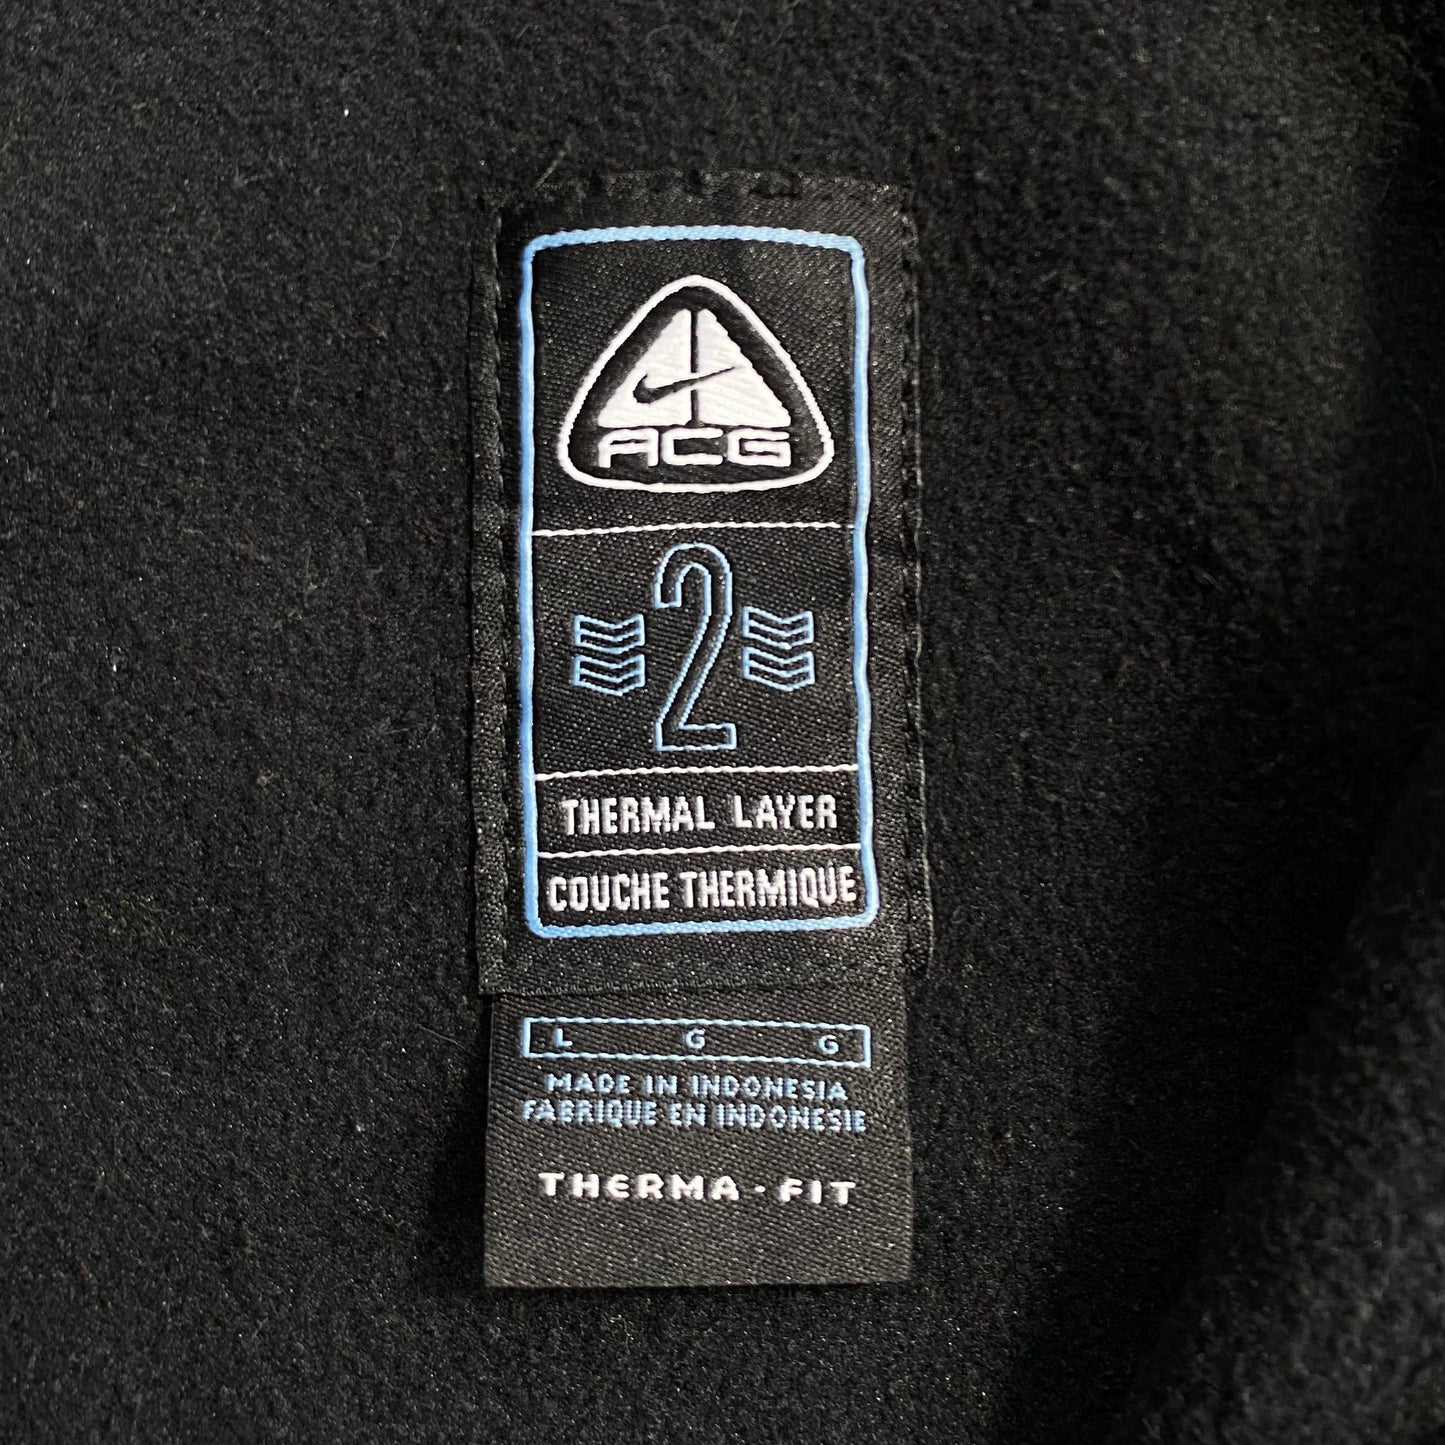 ACG
2
THERMAL LAYER
COUCHE THERMIQUE
L G G
MADE IN INDONESIA
FABRIQUE EN INDONESIE
THERMA-FIT